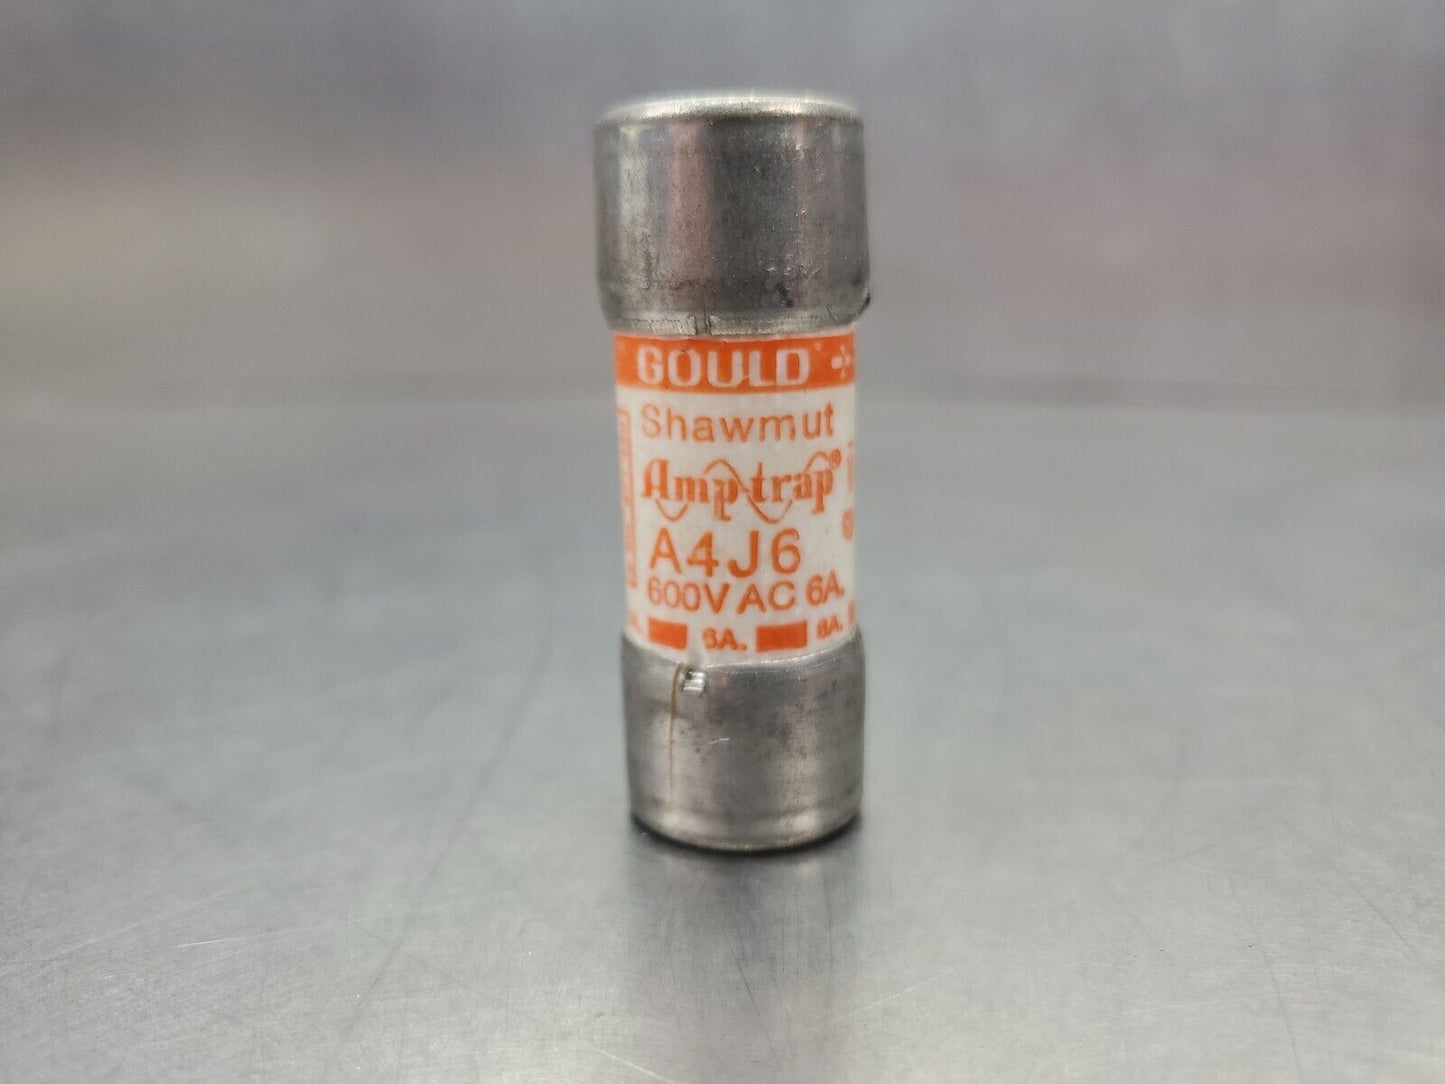 GOULD
Shawmut
Amp-trap®
A4J6
600V AC 6A.
6A. 6A.